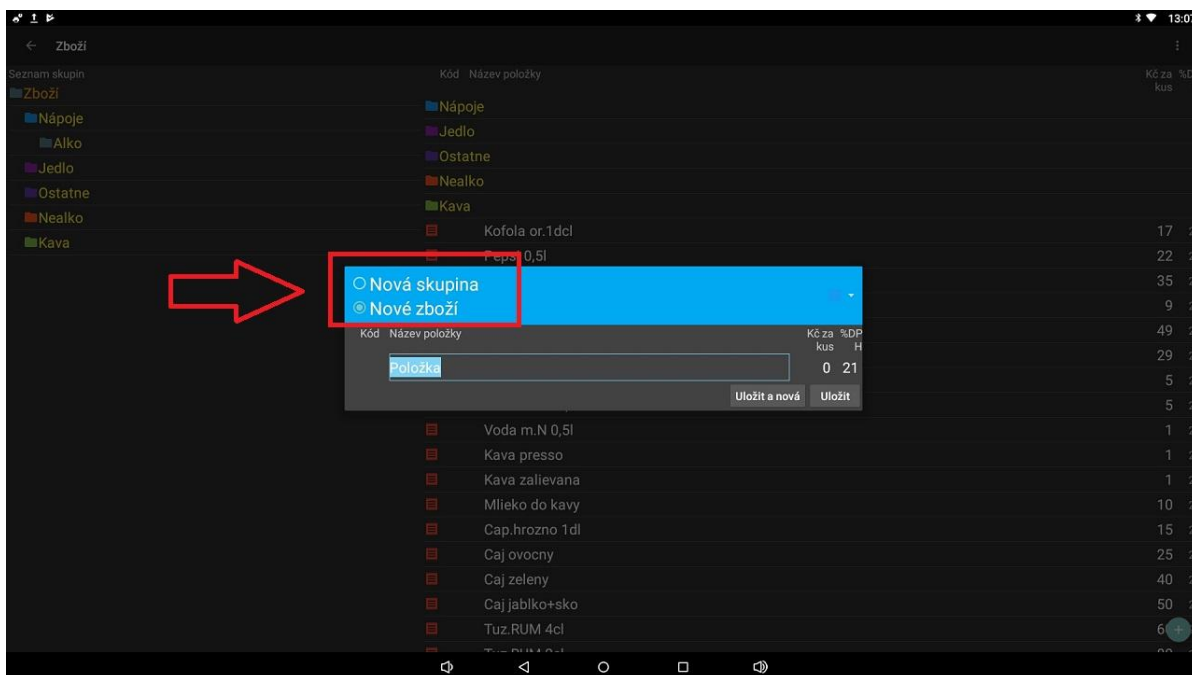 13:07
Zboží
Seznam skupin
Zboží
Nápoje
Alko
Jedlo
Ostatne
Nealko
Kava
Kód Název položky Kč za
kus
Nápoje
Jedlo
Ostatne
Nealko
Kava
Kofola or.1dcl 17
Pepsi 0,5l 22
35
9
49
29
5
5
Nová skupina
Nové zboží
Kód Název položky Kč za %DP
kus H
Položka 0 21
Uložit a nová Uložit
Voda m.N 0,5l 1
Kava presso 1
Kava zalievana 1
Mlieko do kavy 10
Cap.hrozno 1dl 15
Caj ovocny 25
Caj zeleny 40
Caj jablko+sko 50
Tuz.RUM 4cl